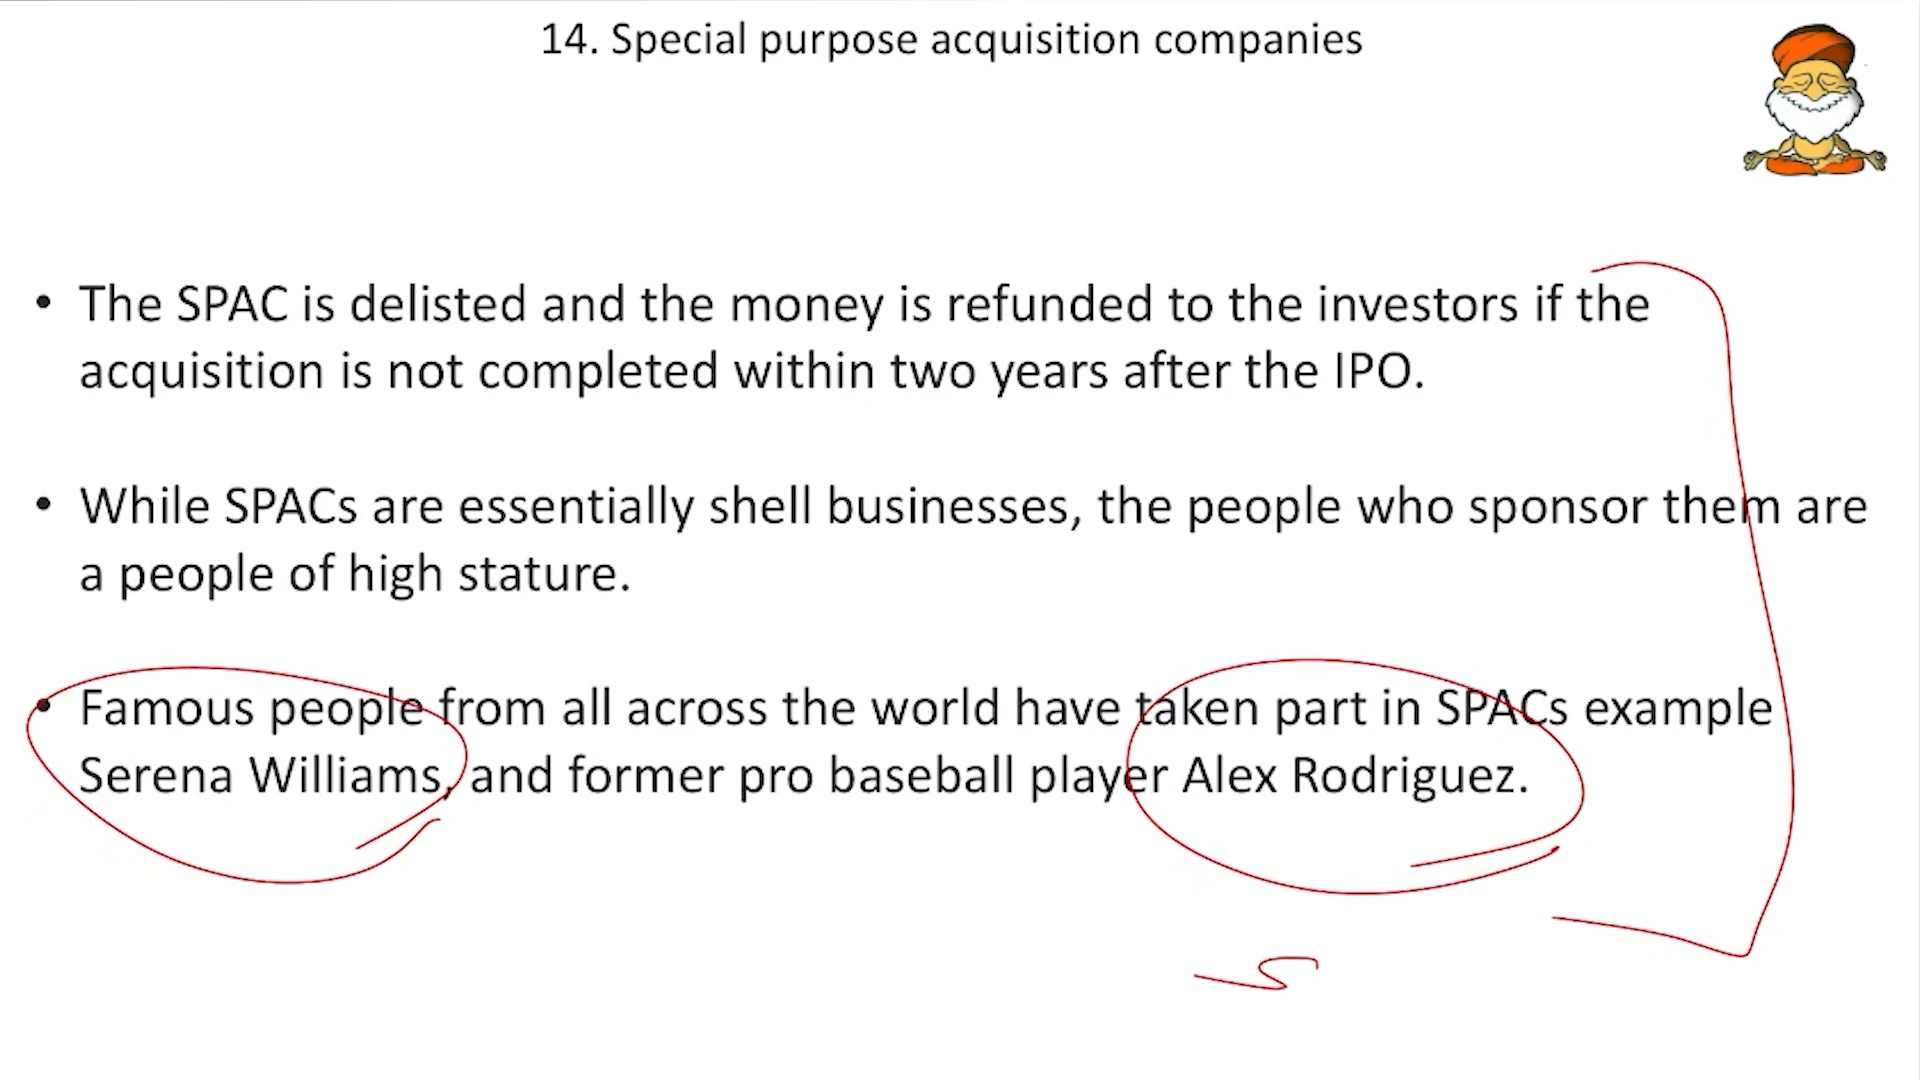 14. Special purpose acquisition companies
• The SPAC is delisted and the money is refunded to the investors if the
acquisition is not completed within two years after the IPO.
• While SPACs are essentially shell businesses, the people who sponsor them are
a people of high stature.
• Famous people from all across the world have taken part in SPACs example
Serena Williams, and former pro baseball player Alex Rodriguez.